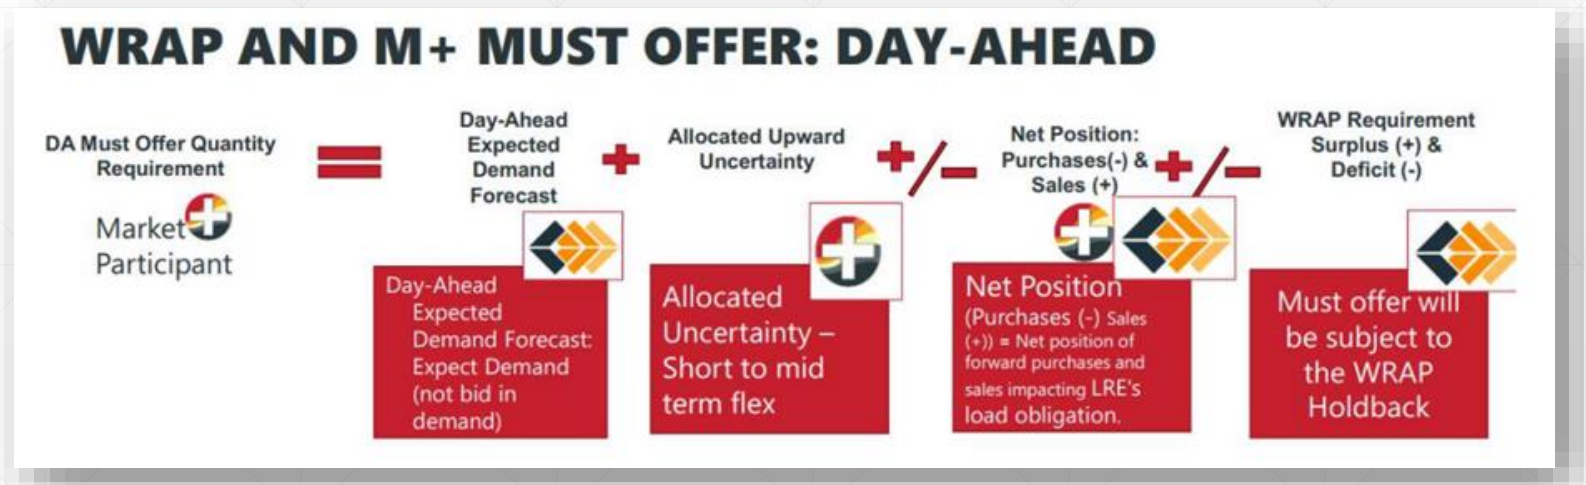 WRAP AND M+ MUST OFFER: DAY-AHEAD
DA Must Offer Quantity
Requirement
Market
Participant
Day-Ahead
Expected
Demand
Forecast
+
Allocated Upward
Uncertainty
+/-
Net Position:
Purchases(-) &
Sales (+)
+/-
WRAP Requirement
Surplus (+) &
Deficit (-)
Day-Ahead
Expected
Demand Forecast:
Expect Demand
(not bid in
demand)
Allocated
Uncertainty –
Short to mid
term flex
Net Position
(Purchases (-) Sales
(+)) = Net position of
forward purchases and
sales impacting LRE's
load obligation.
Must offer will
be subject to
the WRAP
Holdback